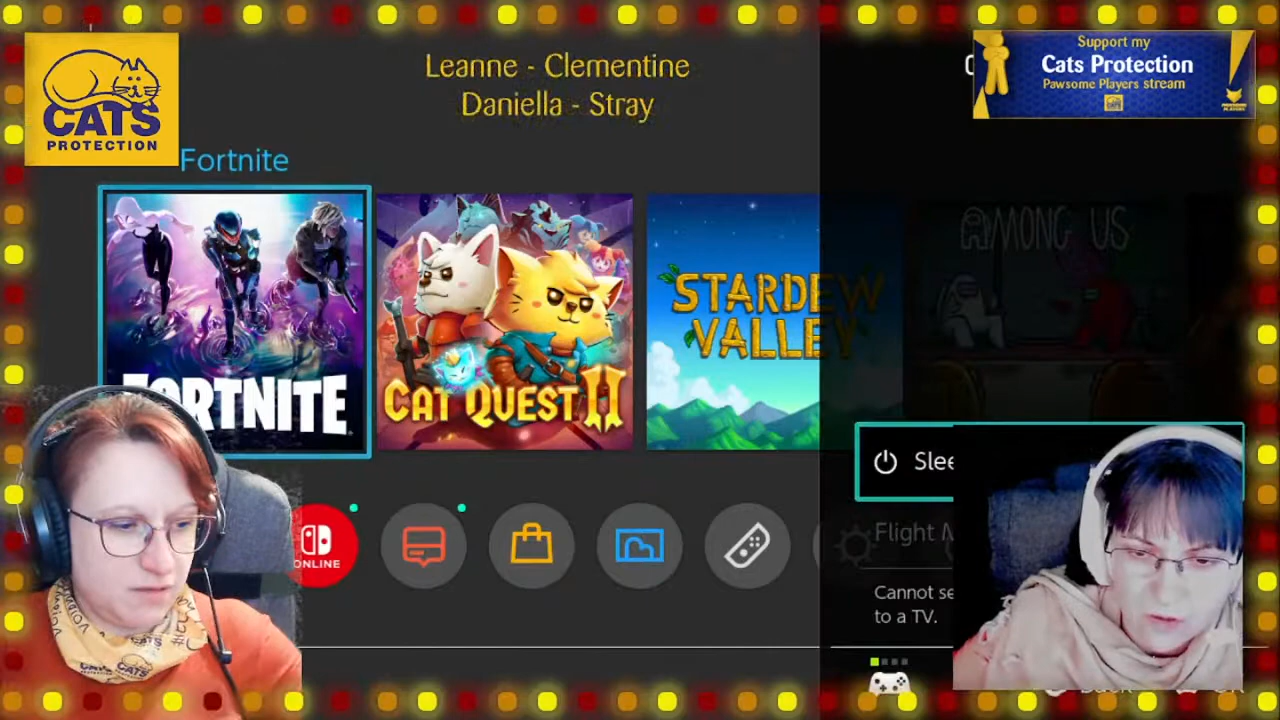 Leanne - Clementine
Daniella - Stray
CATS
PROTECTION
Support my
Cats Protection
Pawsome Players stream
Fortnite
FORTNITE
CAT QUEST II
STARDEW
VALLEY
AMONG US
Slee
ONLINE
Flight M
Cannot se
to a TV.
CATS